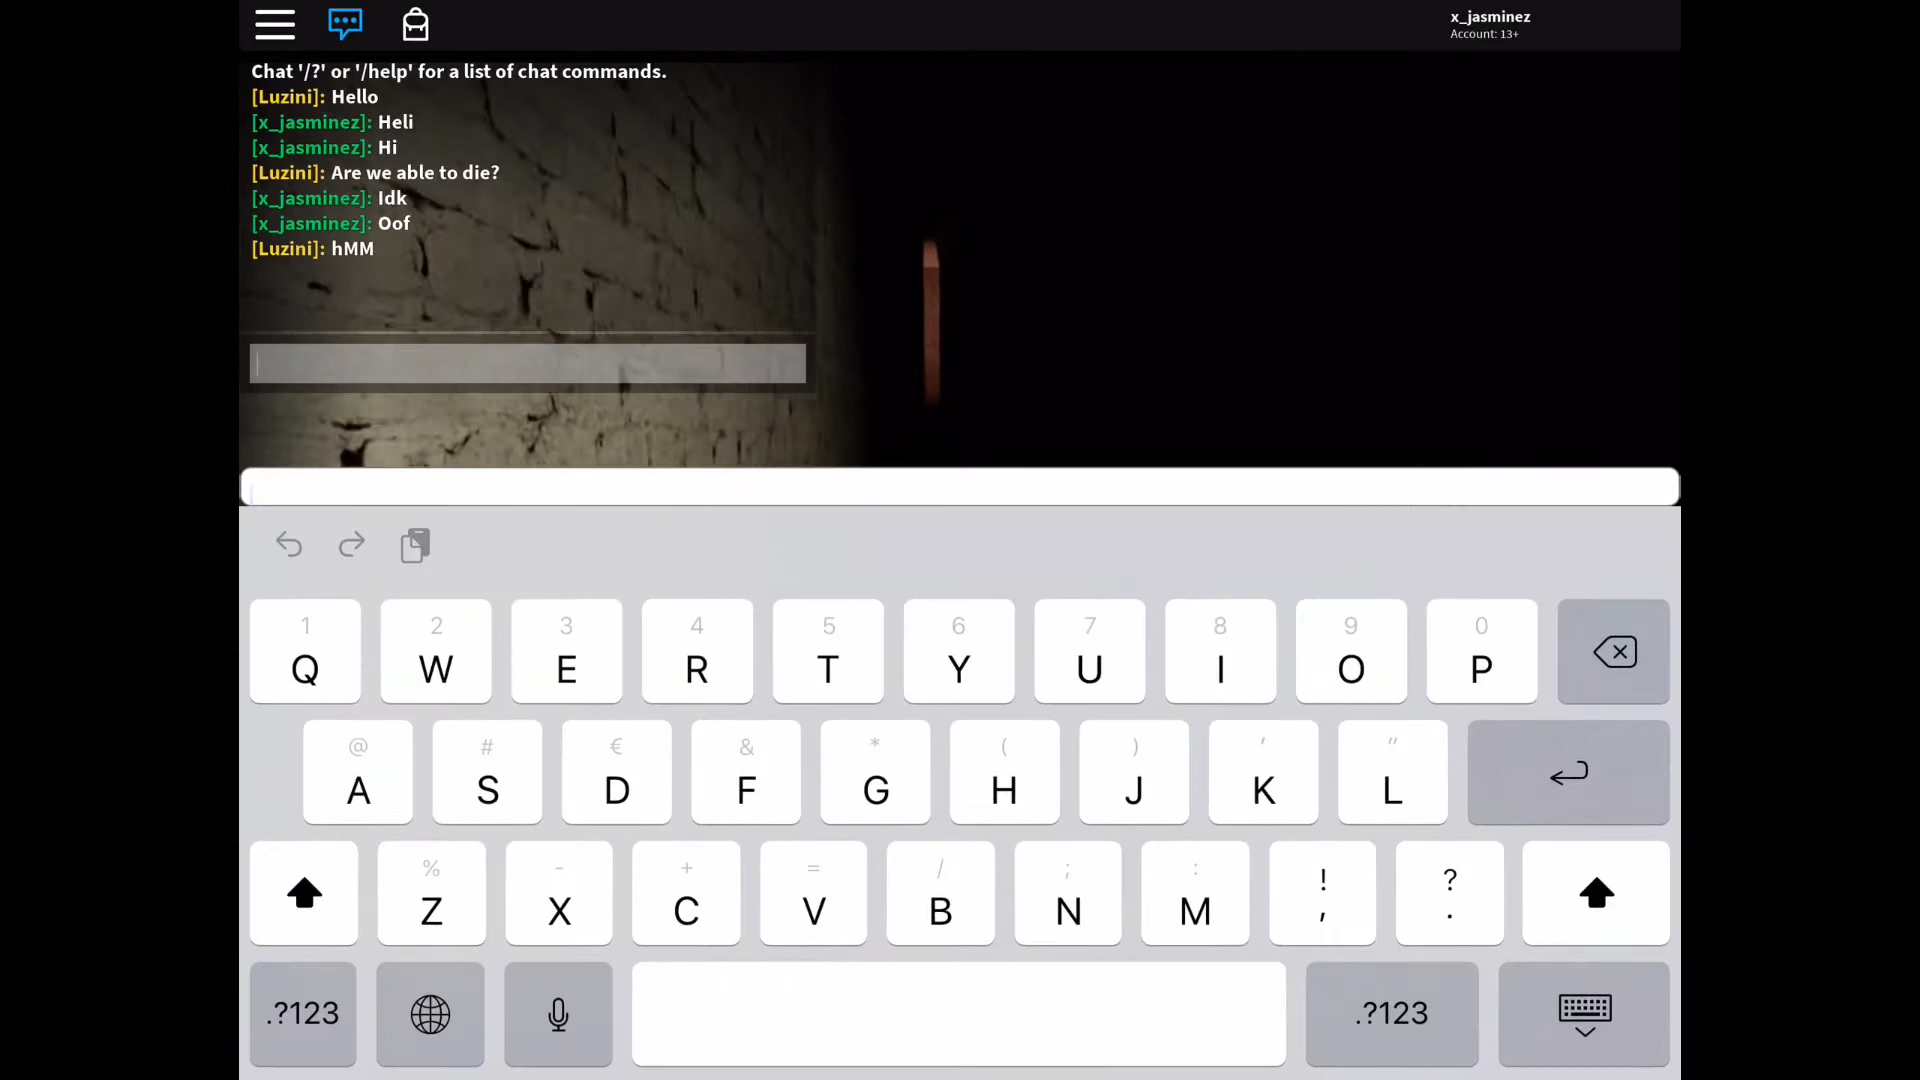 x_jasminez
Account: 13+
Chat '/?' or '/help' for a list of chat commands.
[Luzini]: Hello
[x_jasminez]: Heli
[x_jasminez]: Hi
[Luzini]: Are we able to die?
[x_jasminez]: Idk
[x_jasminez]: Oof
[Luzini]: hMM
1 2 3 4 5 6 7 8 9 0
Q W E R T Y U I O P
@ # € & * ( ) ' "
A S D F G H J K L
% - + = / ; : ! ?
Z X C V B N M , .
.?123 .?123